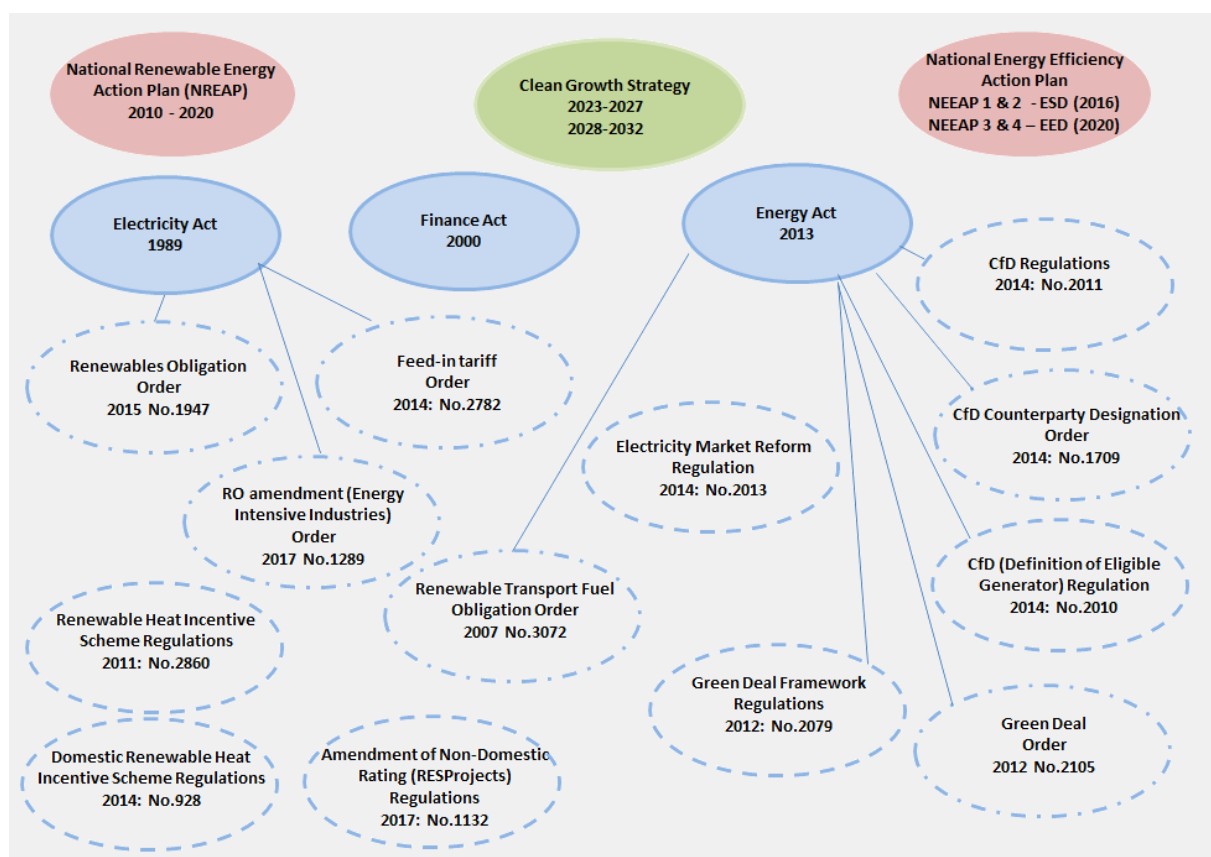 National Renewable Energy
Action Plan (NREAP)
2010 - 2020
Clean Growth Strategy
2023-2027
2028-2032
National Energy Efficiency
Action Plan
NEEAP 1 & 2 - ESD (2016)
NEEAP 3 & 4 – EED (2020)
Electricity Act
1989
Finance Act
2000
Energy Act
2013
CfD Regulations
2014: No.2011
Renewables Obligation
Order
2015 No.1947
Feed-in tariff
Order
2014: No.2782
CfD Counterparty Designation
Order
2014: No.1709
Electricity Market Reform
Regulation
2014: No.2013
RO amendment (Energy
Intensive Industries)
Order
2017 No.1289
CfD (Definition of Eligible
Generator) Regulation
2014: No.2010
Renewable Transport Fuel
Obligation Order
2007 No.3072
Renewable Heat Incentive
Scheme Regulations
2011: No.2860
Green Deal Framework
Regulations
2012: No.2079
Green Deal
Order
2012 No.2105
Domestic Renewable Heat
Incentive Scheme Regulations
2014: No.928
Amendment of Non-Domestic
Rating (RESProjects)
Regulations
2017: No.1132